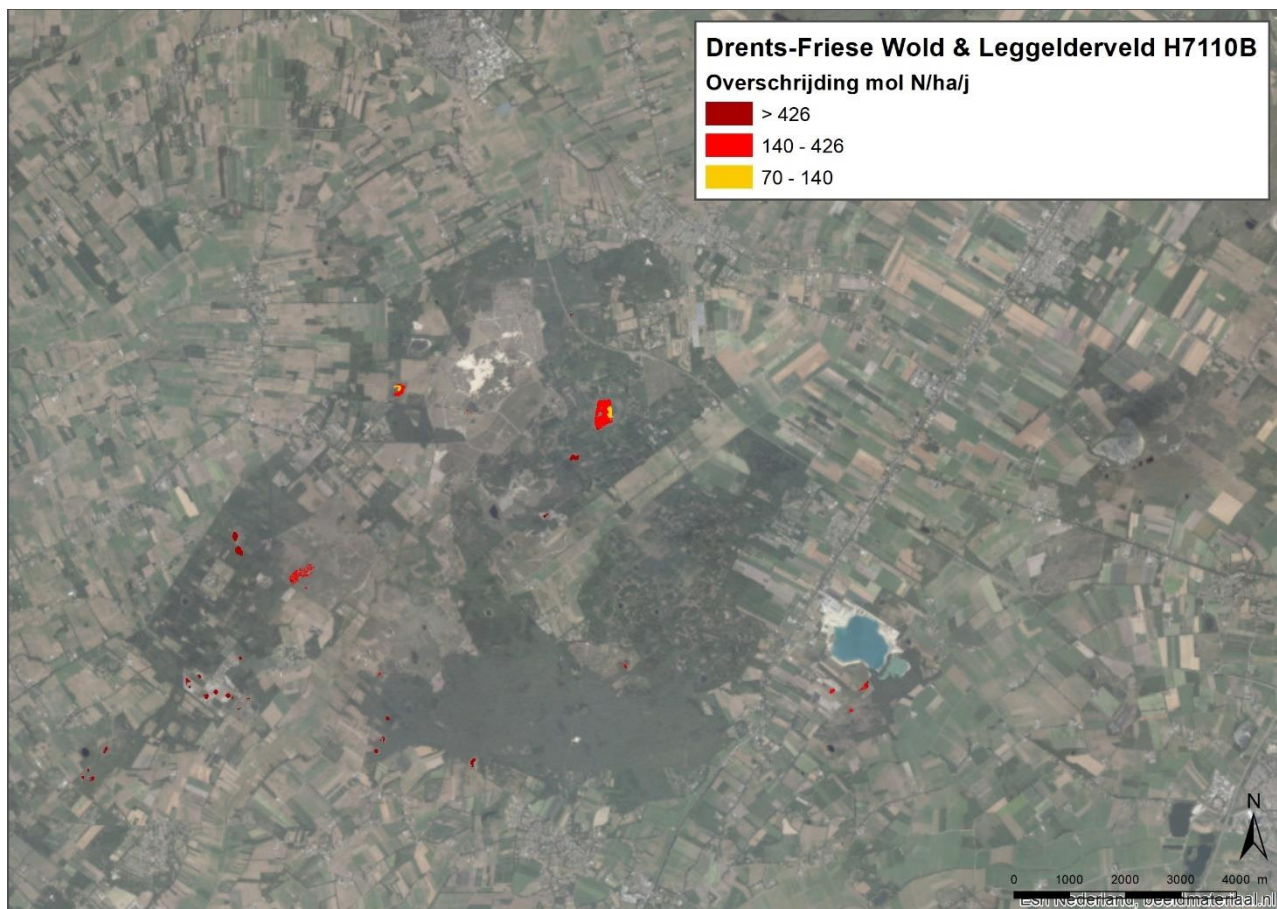 Drents-Friese Wold & Leggelderveld H7110B
Overschrijding mol N/ha/j
> 426
140 - 426
70 - 140
N
0 1000 2000 3000 4000 m
Esri Nederland, beeldmateriaal.nl